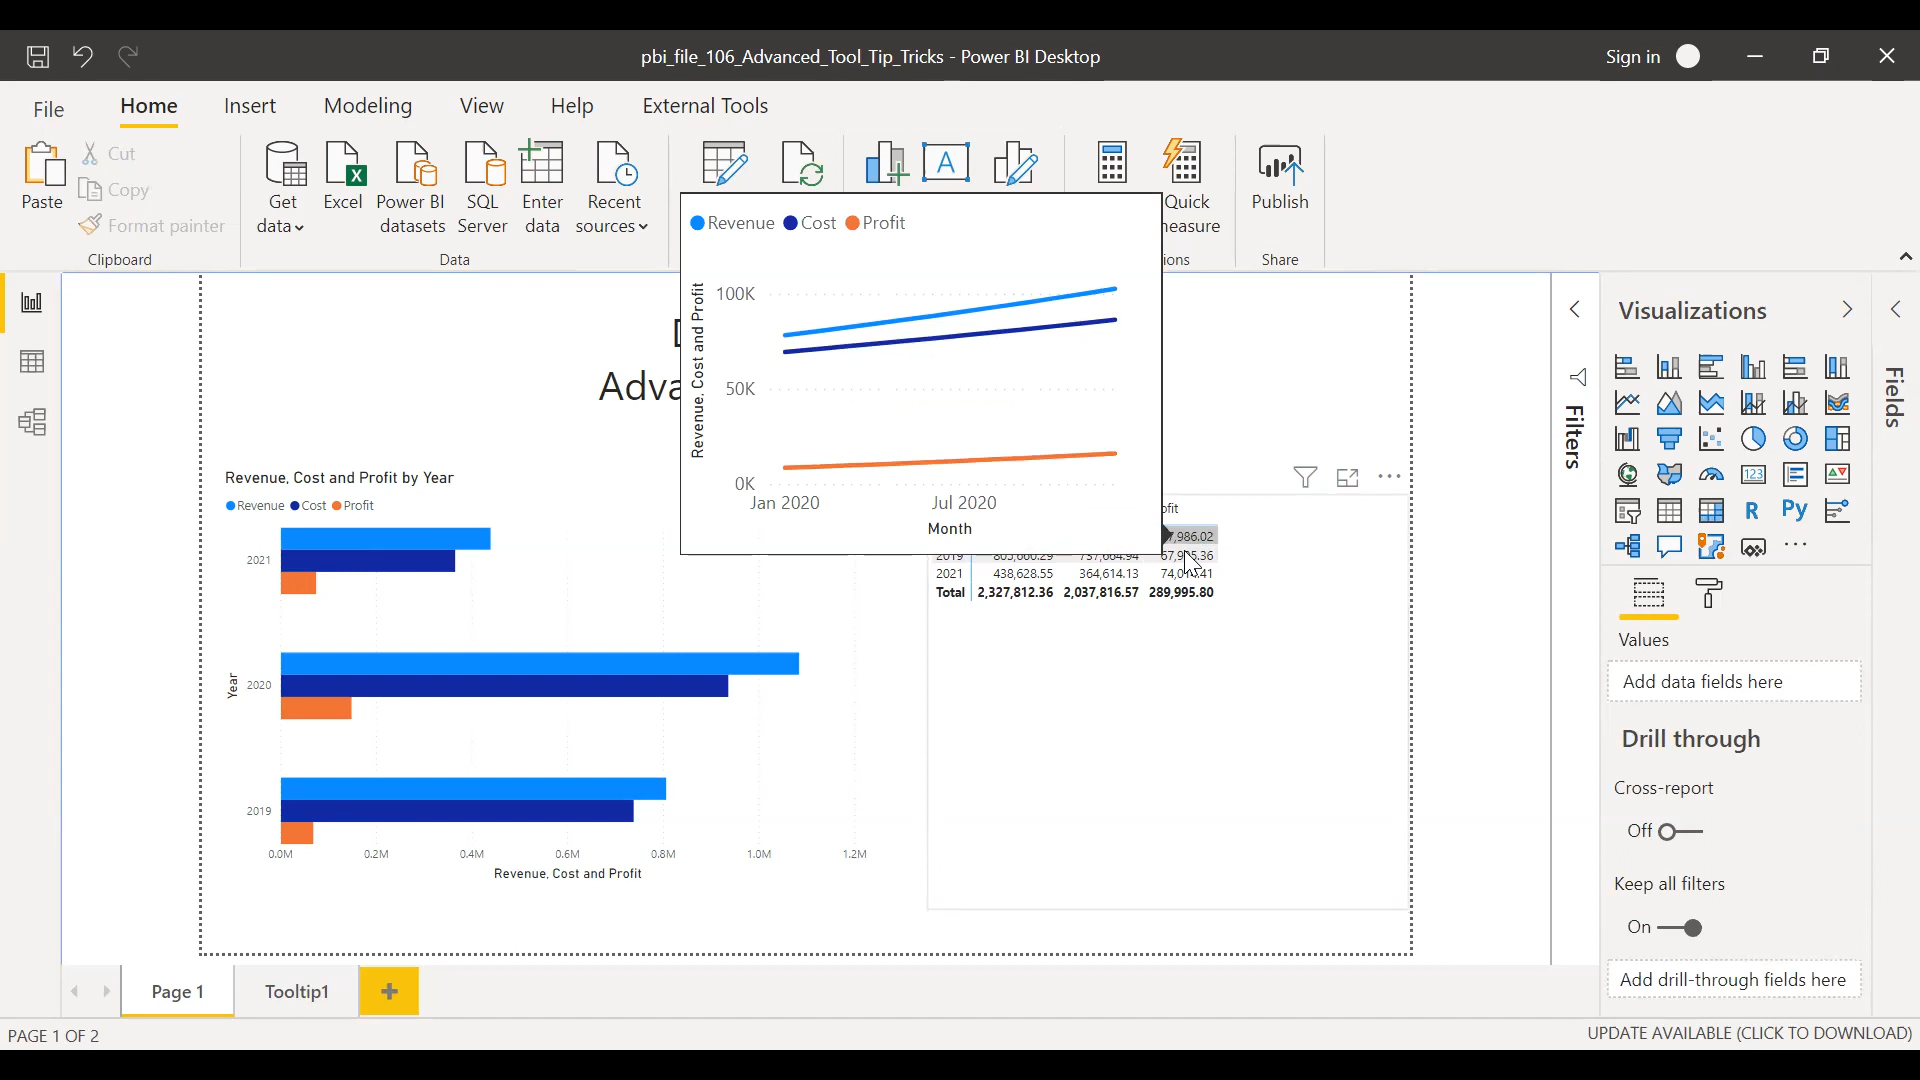 pbi_file_106_Advanced_Tool_Tip_Tricks - Power BI Desktop
Sign in
File Home Insert Modeling View Help External Tools
Paste
Cut
Copy
Format painter
Clipboard
Get data
Excel
Power BI datasets
SQL Server
Enter data
Recent sources
Data
A
Quick
Publish
Share
Revenue Cost Profit
Revenue, Cost and Profit
100K
50K
0K
Jan 2020 Jul 2020
Month
Adva
Revenue, Cost and Profit by Year
Revenue Cost Profit
Year
2021
2020
2019
0.0M 0.2M 0.4M 0.6M 0.8M 1.0M 1.2M
Revenue, Cost and Profit
986.02
2021 438,628.55 364,614.13
Total 2,327,812.36 2,037,816.57 289,995.80
Filters
Visualizations
123
R Py
Fields
Values
Add data fields here
Drill through
Cross-report
Off
Keep all filters
On
Add drill-through fields here
Page 1 Tooltip1 +
PAGE 1 OF 2
UPDATE AVAILABLE (CLICK TO DOWNLOAD)